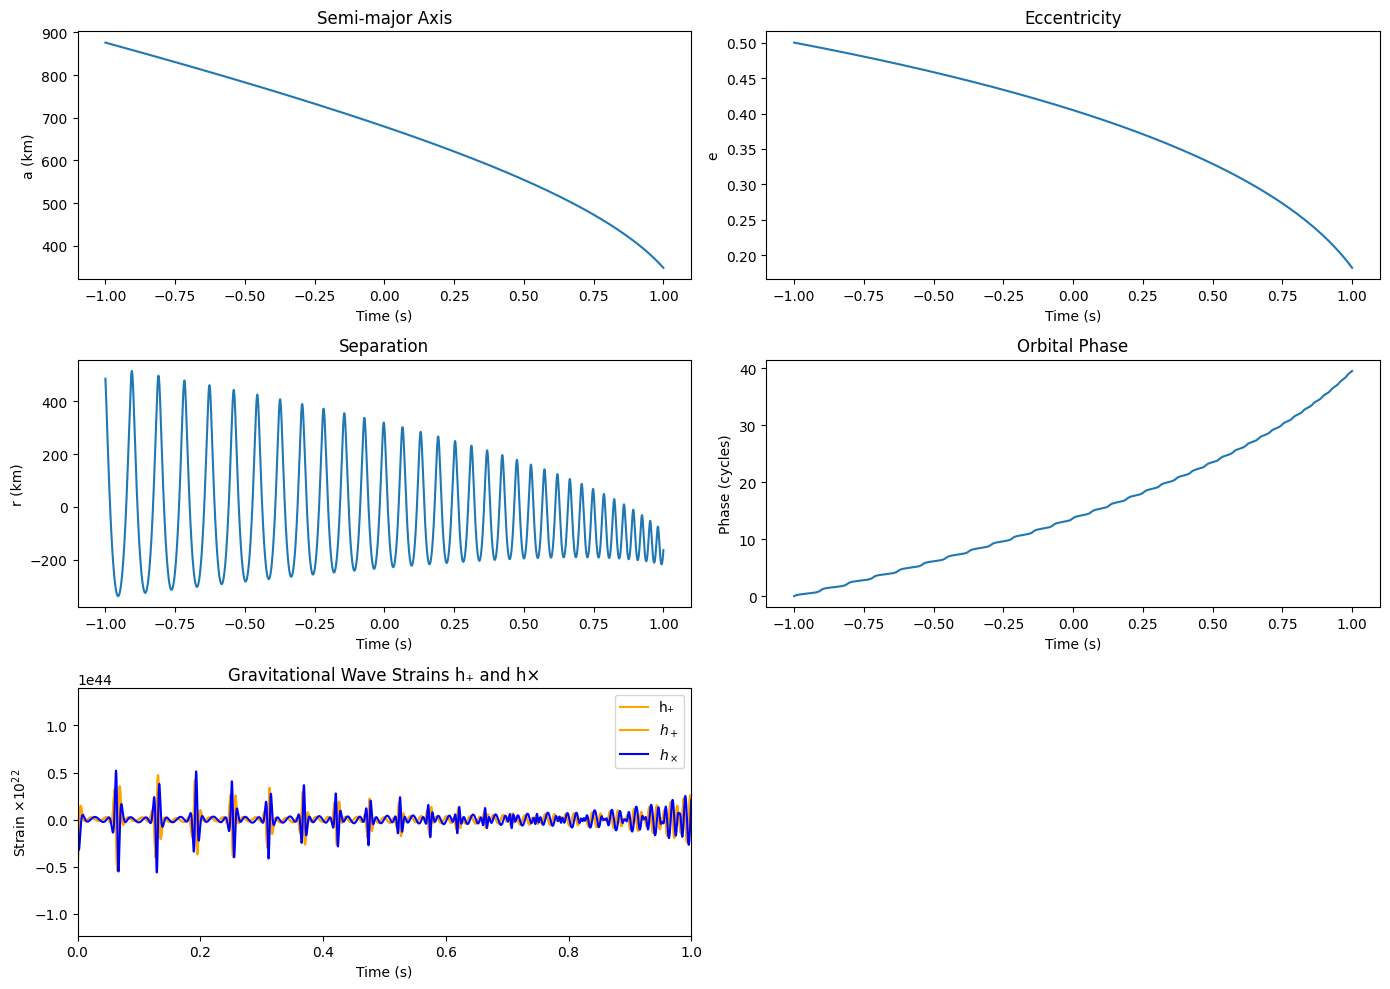 Semi-major Axis
900
800
700
600
500
400
a (km)
−1.00 −0.75 −0.50 −0.25 0.00 0.25 0.50 0.75 1.00
Time (s)
Eccentricity
0.50
0.45
0.40
0.35
0.30
0.25
0.20
e
−1.00 −0.75 −0.50 −0.25 0.00 0.25 0.50 0.75 1.00
Time (s)
Separation
400
200
0
−200
r (km)
−1.00 −0.75 −0.50 −0.25 0.00 0.25 0.50 0.75 1.00
Time (s)
Orbital Phase
40
30
20
10
0
Phase (cycles)
−1.00 −0.75 −0.50 −0.25 0.00 0.25 0.50 0.75 1.00
Time (s)
Gravitational Wave Strains h₊ and h×
1e44
1.0
0.5
0.0
−0.5
−1.0
Strain ×10²²
h₊
h₊
h×
0.0 0.2 0.4 0.6 0.8 1.0
Time (s)